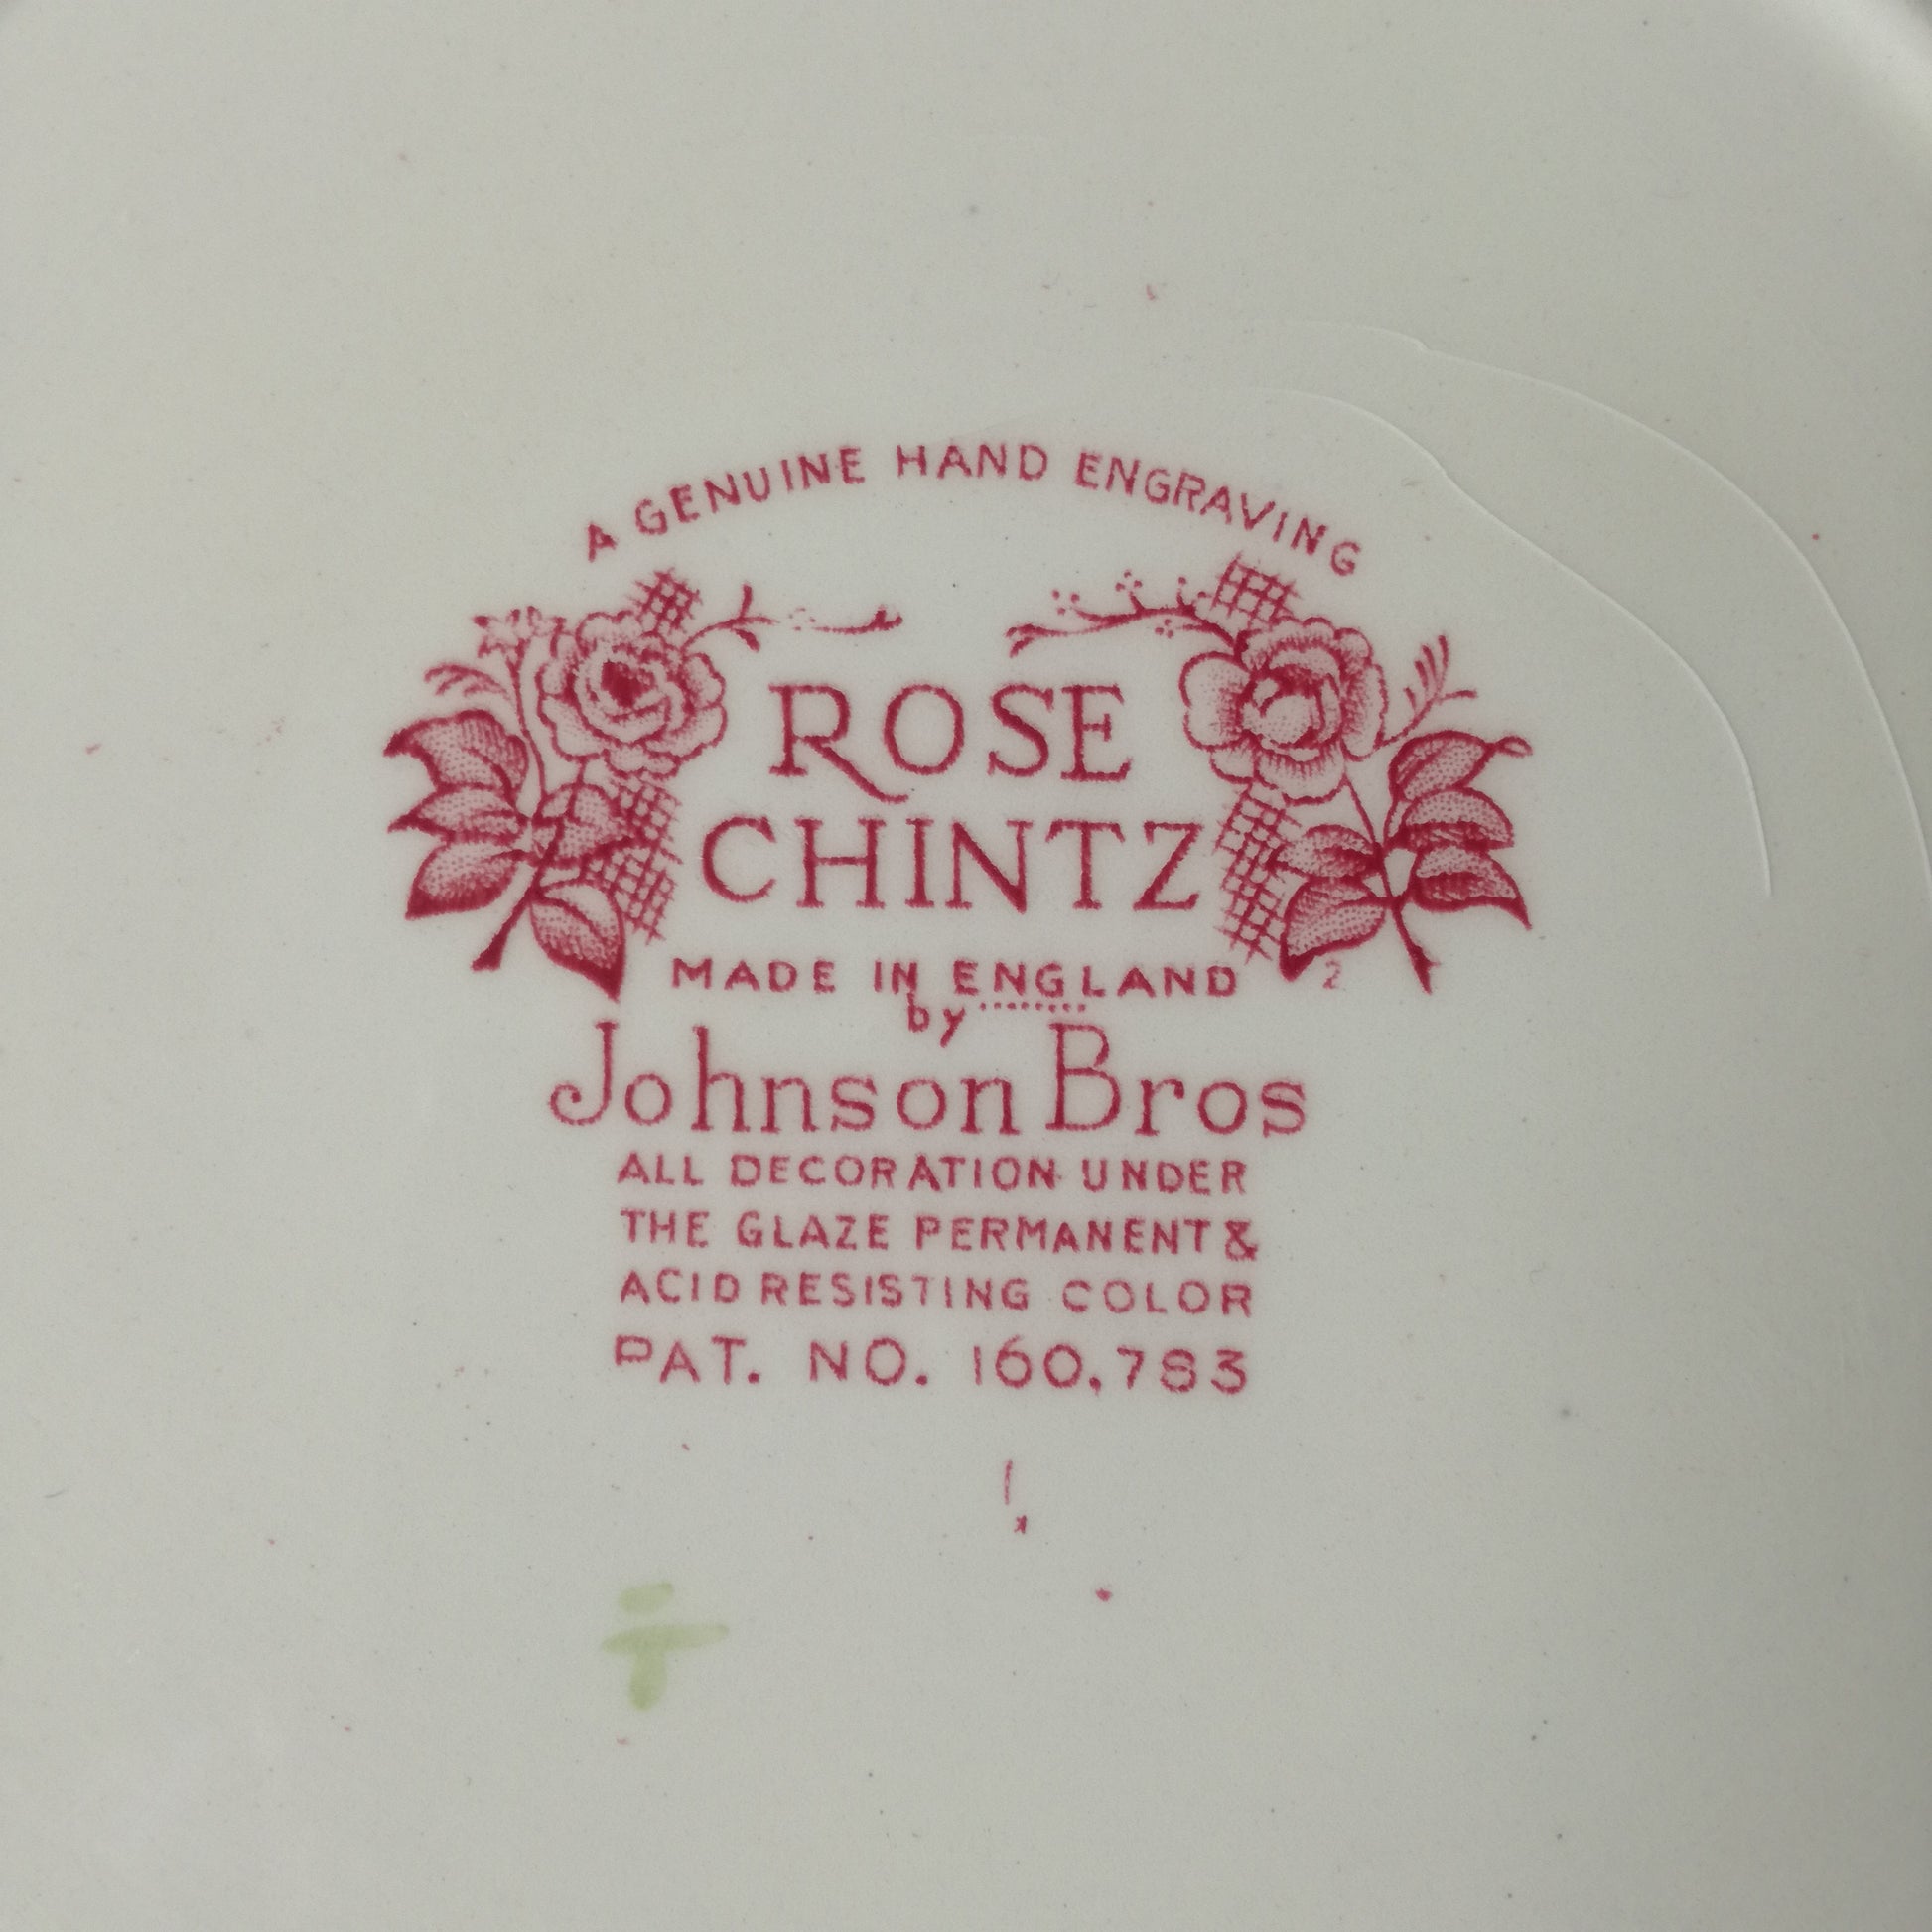 A GENUINE HAND ENGRAVING
ROSE
CHINTZ
MADE IN ENGLAND
2
by
Johnson Bros
ALL DECORATION UNDER
THE GLAZE PERMANENT &
ACID RESISTING COLOR
PAT. NO. 160,783